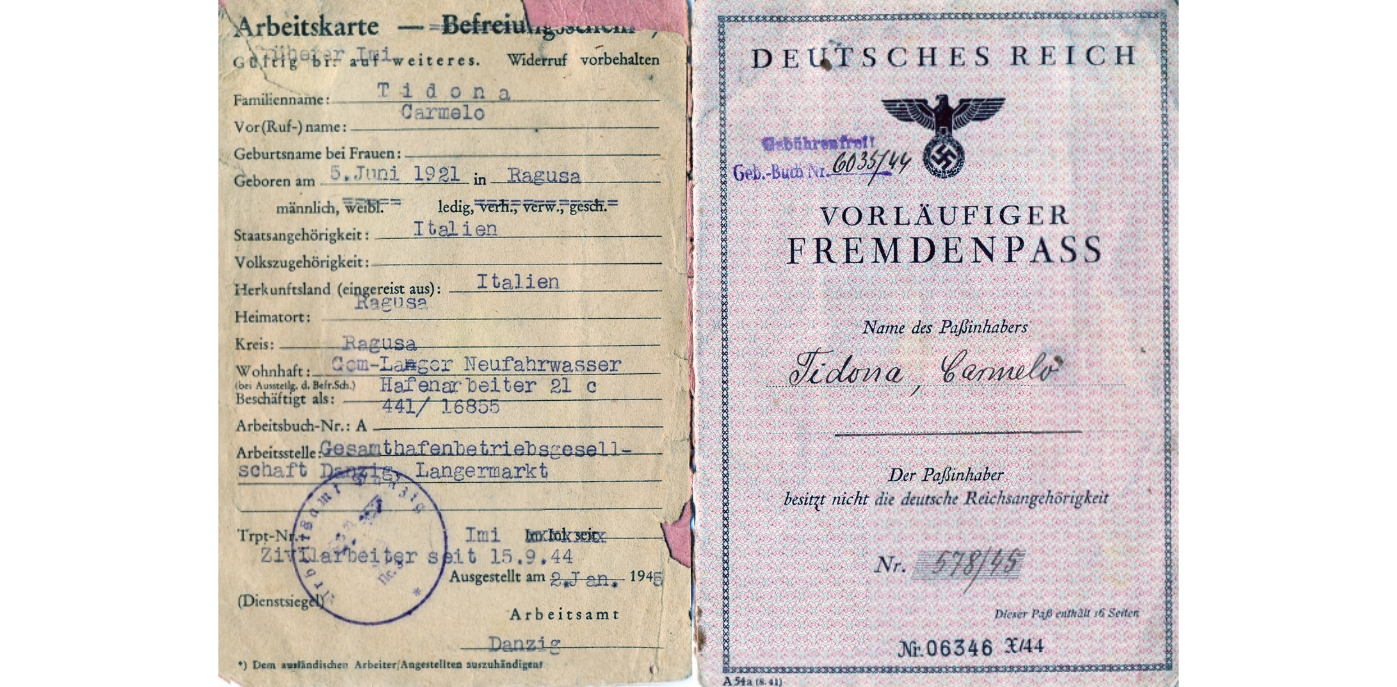 Arbeitskarte — Befreiungsschein
früherer Imi
Gültig bis auf weiteres. Widerruf vorbehalten
Familienname: Tidona
Carmelo
Vor(Ruf-)name:
Geburtsname bei Frauen:
Geboren am 5.Juni 1921 in Ragusa
männlich, weibl. ledig, verh., verw., gesch.
Staatsangehörigkeit: Italien
Volkszugehörigkeit:
Herkunftsland (eingereist aus): Italien
Ragusa
Heimatort:
Kreis: Ragusa
Wohnhaft: Com-Langer Neufahrwasser
(bei Ausstellg. d. Befr.Sch.) Hafenarbeiter 21 c
Beschäftigt als:
441/ 16855
Arbeitsbuch-Nr.: A
Arbeitsstelle: Gesamthafenbetriebsgesell-
schaft Danzig, Langermarkt
Arbeitsamt Danzig
Trpt-Nr. Imi
Zivilarbeiter seit 15.9.44
Ausgestellt am 2.Jan. 1945
(Dienstsiegel)
Arbeitsamt
Danzig
*) Dem ausländischen Arbeiter/Angestellten auszuhändigen!
DEUTSCHES REICH
Gebührenfrei!
Geb.-Buch Nr. 6035/44
VORLÄUFIGER
FREMDENPASS
Name des Paßinhabers
Tidona, Carmelo
Der Paßinhaber
besitzt nicht die deutsche Reichsangehörigkeit
Nr. 578/45
Dieser Paß enthält 16 Seiten
Nr. 06346 X/44
A 54a (8. 41)